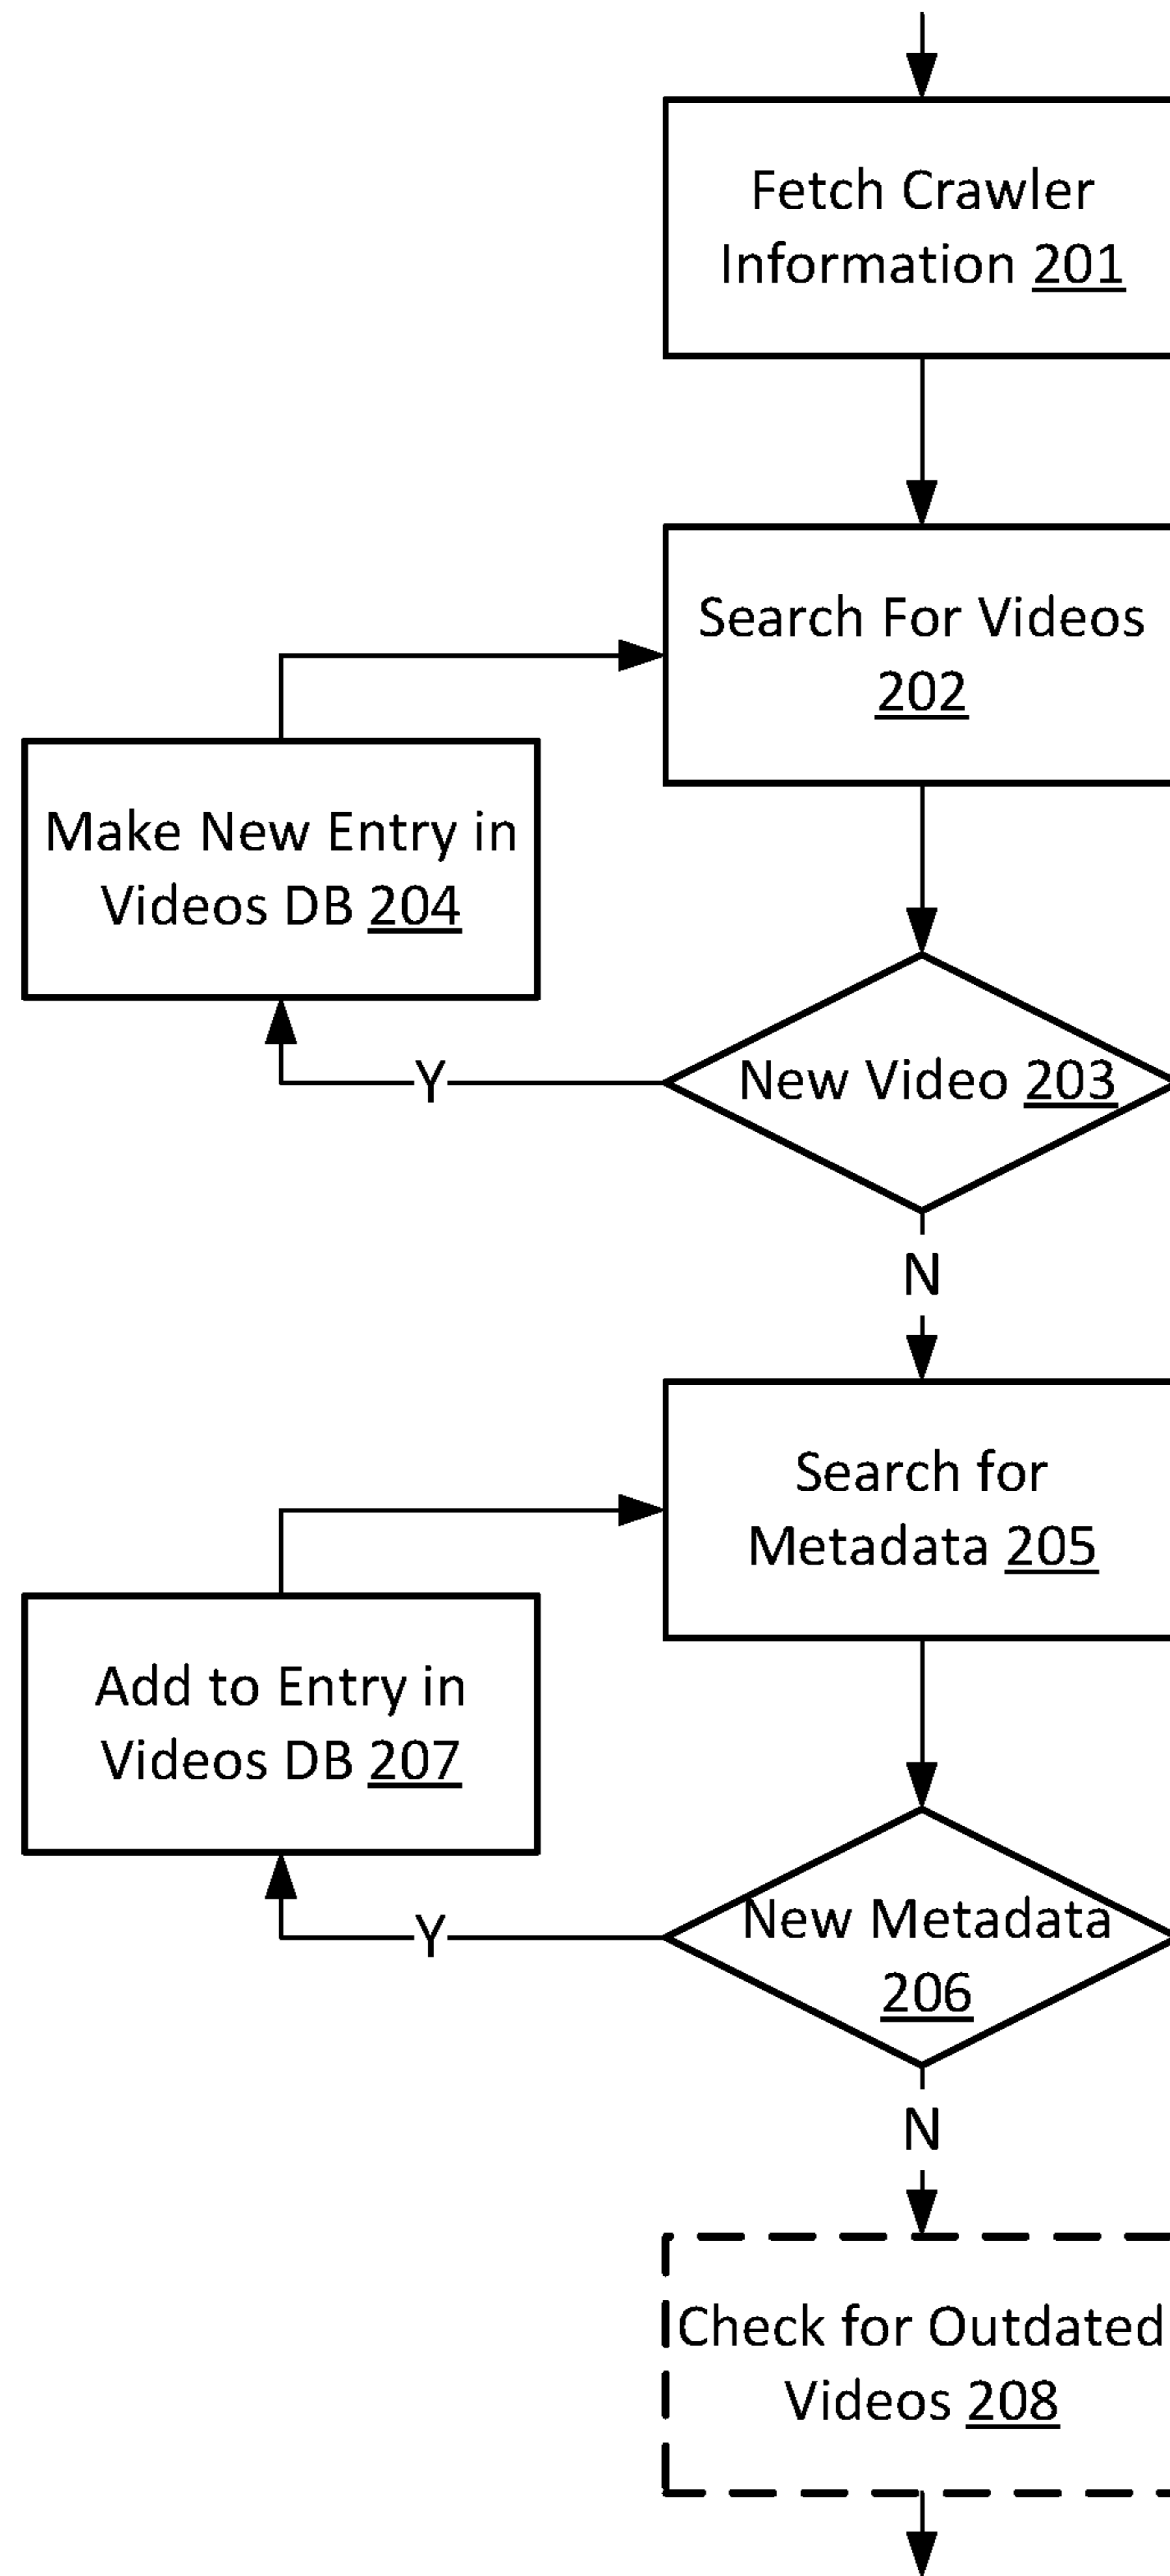 Fetch Crawler
Information 201
Search For Videos
202
Make New Entry in
Videos DB 204
New Video 203
Y
N
Search for
Metadata 205
Add to Entry in
Videos DB 207
New Metadata
206
Y
N
Check for Outdated
Videos 208